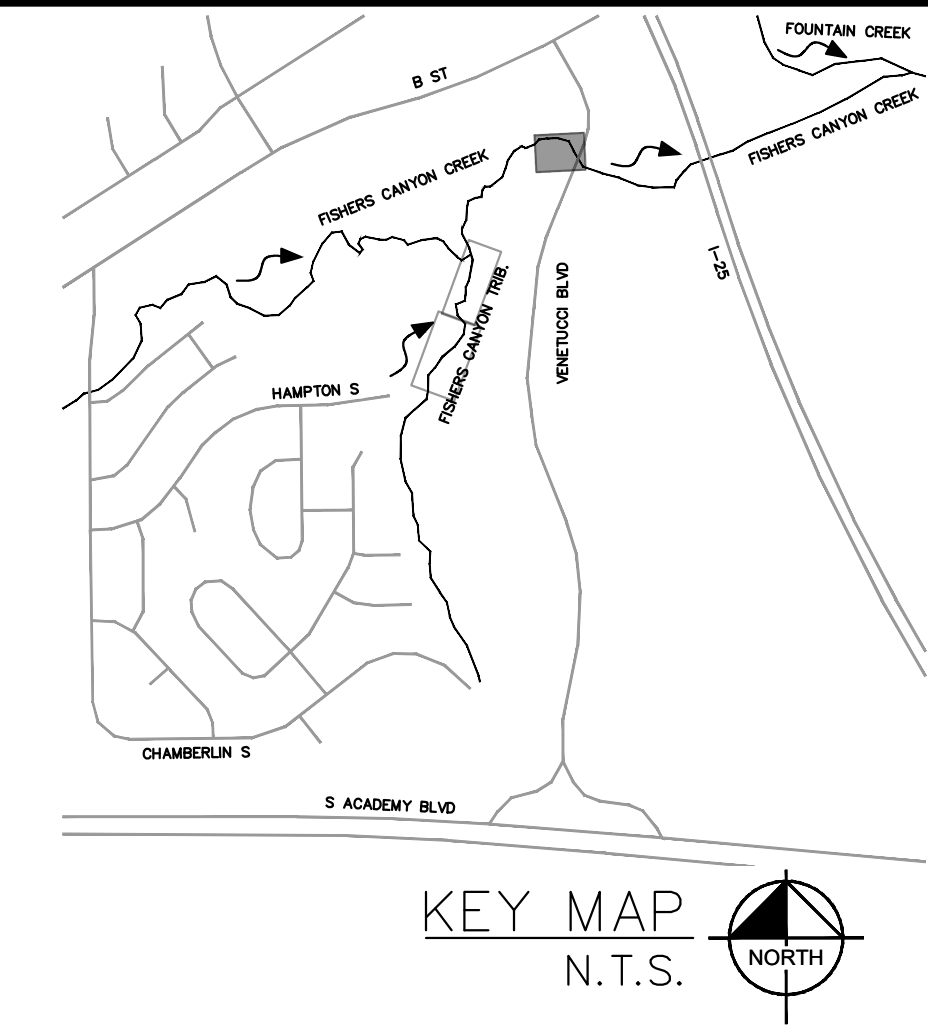 FOUNTAIN CREEK
B ST
FISHERS CANYON CREEK
FISHERS CANYON CREEK
I-25
FISHERS CANYON TRIB.
VENETUCCI BLVD
HAMPTON S
CHAMBERLIN S
S ACADEMY BLVD
KEY MAP
N.T.S.
NORTH